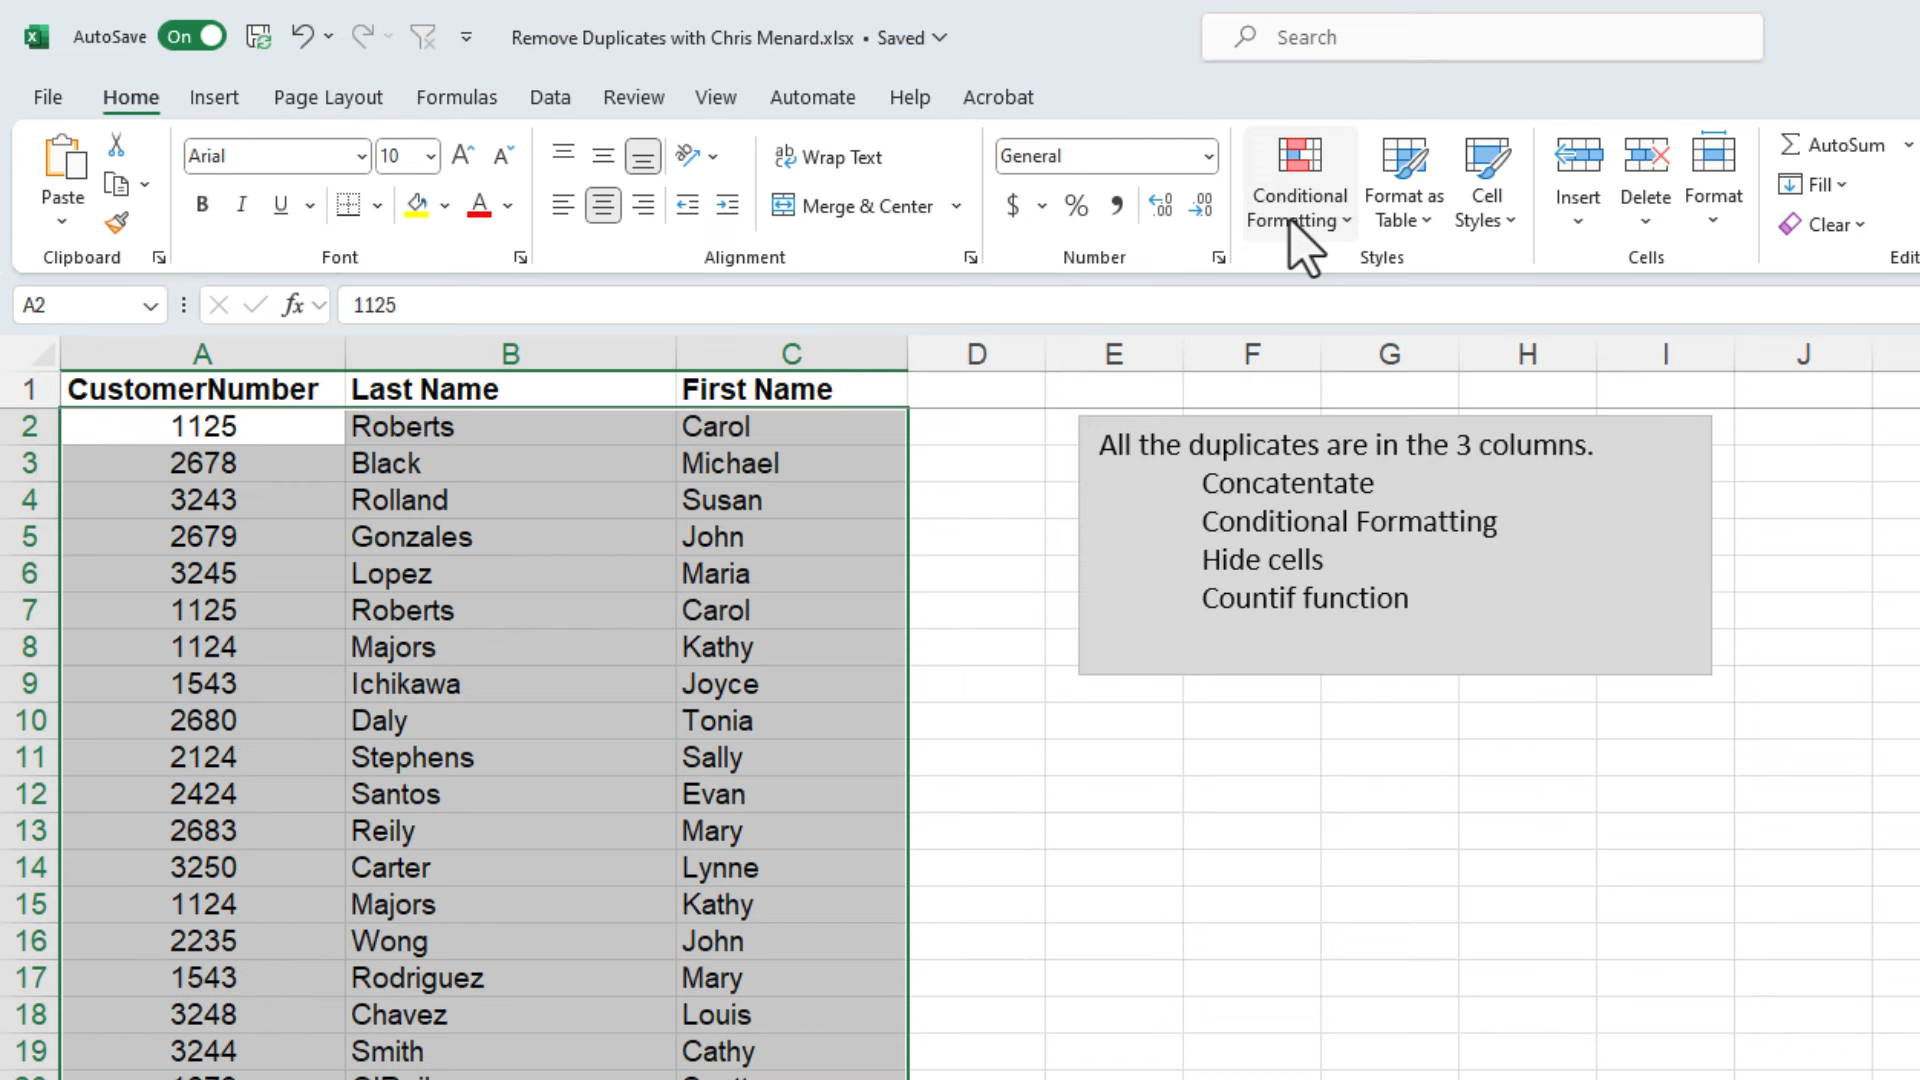 AutoSave On Remove Duplicates with Chris Menard.xlsx • Saved Search
File Home Insert Page Layout Formulas Data Review View Automate Help Acrobat
Paste
Clipboard
Arial 10
B I U A
Font
Wrap Text
Merge & Center
Alignment
General
$ % 9 .00
Number
Conditional Formatting
Format as Table
Cell Styles
Styles
Insert Delete Format
Cells
AutoSum
Fill
Clear
A2 fx 1125
A B C D E F G H I J
1 CustomerNumber Last Name First Name
2 1125 Roberts Carol
3 2678 Black Michael
4 3243 Rolland Susan
5 2679 Gonzales John
6 3245 Lopez Maria
7 1125 Roberts Carol
8 1124 Majors Kathy
9 1543 Ichikawa Joyce
10 2680 Daly Tonia
11 2124 Stephens Sally
12 2424 Santos Evan
13 2683 Reily Mary
14 3250 Carter Lynne
15 1124 Majors Kathy
16 2235 Wong John
17 1543 Rodriguez Mary
18 3248 Chavez Louis
19 3244 Smith Cathy
All the duplicates are in the 3 columns.
Concatentate
Conditional Formatting
Hide cells
Countif function